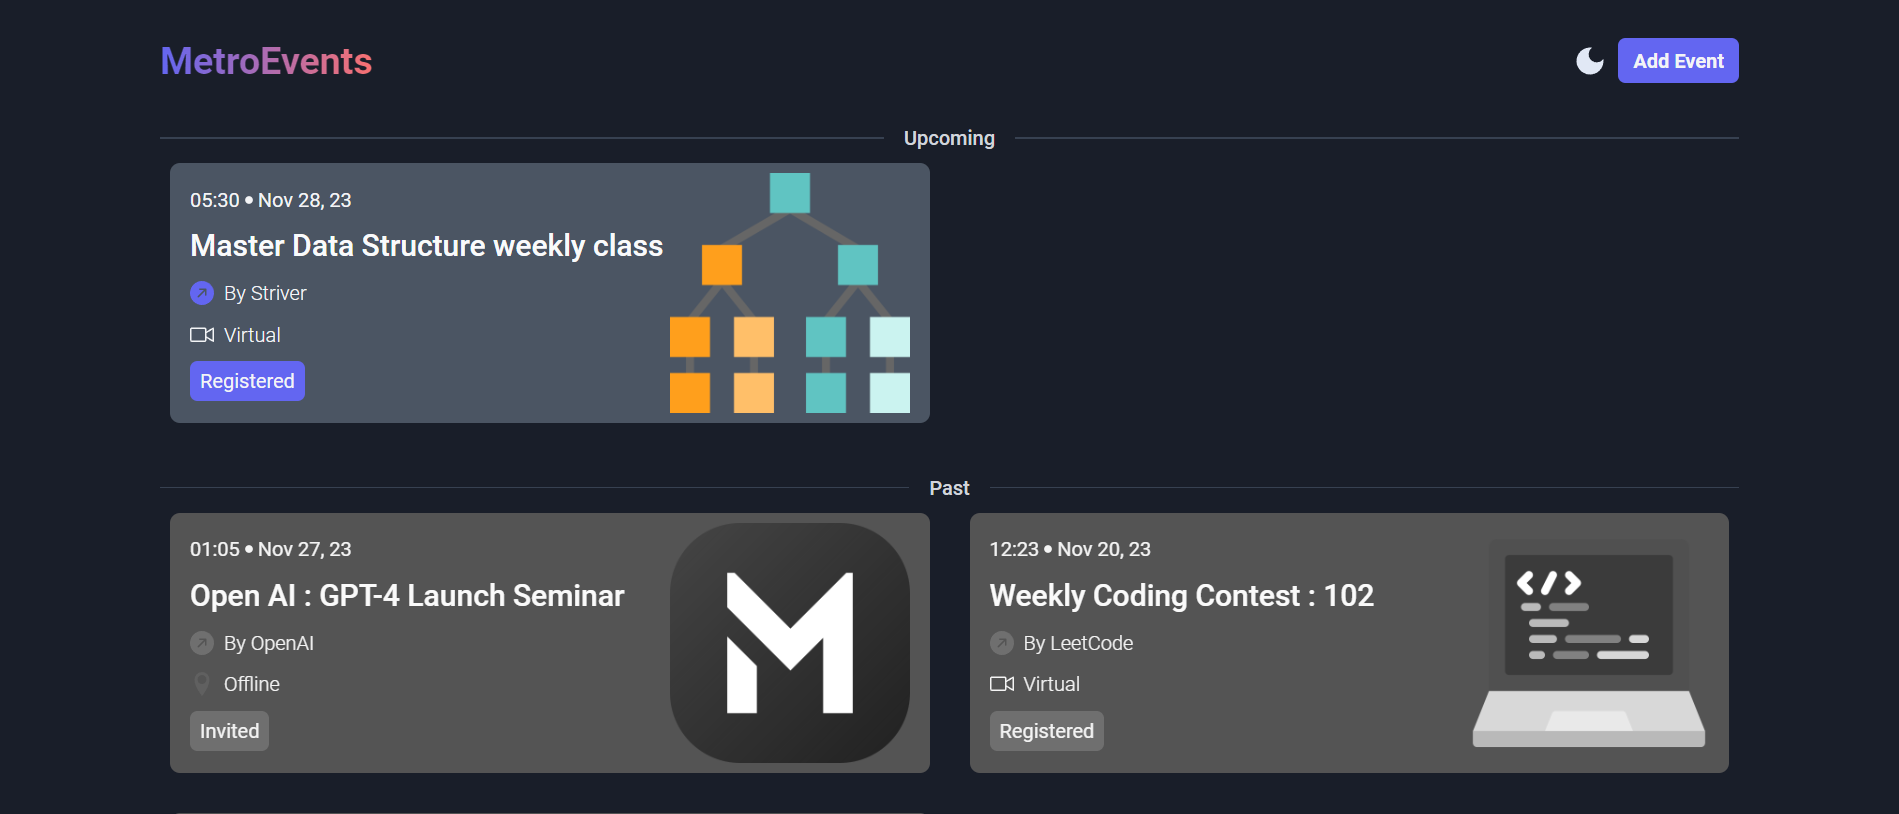 MetroEvents
Add Event
Upcoming
05:30 • Nov 28, 23
Master Data Structure weekly class
By Striver
Virtual
Registered
Past
01:05 • Nov 27, 23
Open AI : GPT-4 Launch Seminar
By OpenAI
Offline
Invited
12:23 • Nov 20, 23
Weekly Coding Contest : 102
By LeetCode
Virtual
Registered